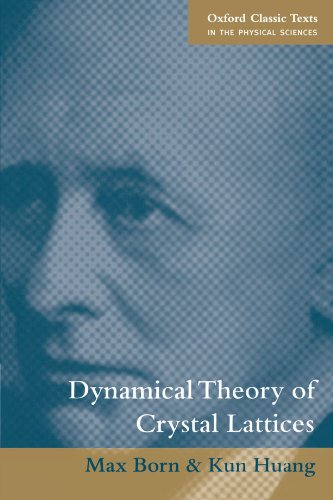 Oxford Classic Texts
IN THE PHYSICAL SCIENCES
Dynamical Theory of
Crystal Lattices
Max Born & Kun Huang